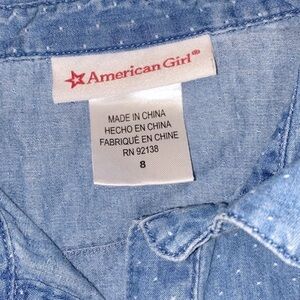 American Girl®
MADE IN CHINA
HECHO EN CHINA
FABRIQUÉ EN CHINE
RN 92138
8